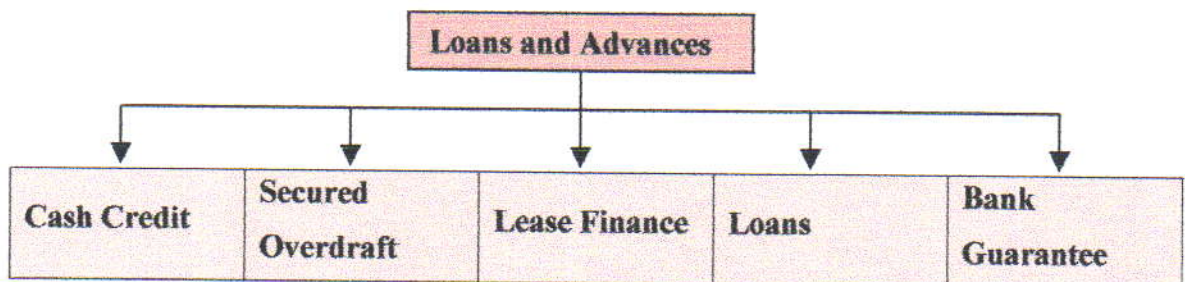 Loans and Advances
Cash Credit
Secured
Overdraft
Lease Finance
Loans
Bank
Guarantee